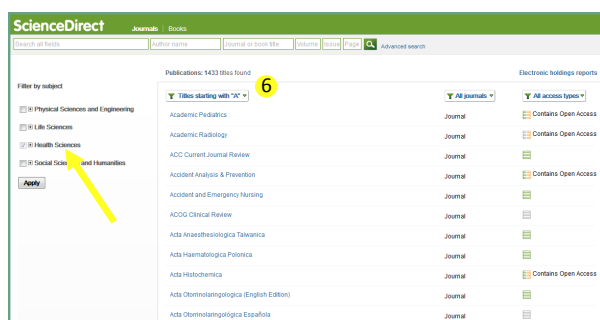 ScienceDirect Journals | Books
Search all fields Author name Journal or book title Volume Issue Page Advanced search
Publications: 1433 titles found Electronic holdings reports
6
Filter by subject
Titles starting with "A" All journals All access types
Physical Sciences and Engineering
Life Sciences
Health Sciences
Social Sciences and Humanities
Apply
Academic Pediatrics Journal Contains Open Access
Academic Radiology Journal Contains Open Access
ACC Current Journal Review Journal
Accident Analysis & Prevention Journal Contains Open Access
Accident and Emergency Nursing Journal
ACOG Clinical Review Journal
Acta Anaesthesiologica Taiwanica Journal
Acta Haematologica Polonica Journal
Acta Histochemica Journal Contains Open Access
Acta Otorrinolaringologica (English Edition) Journal
Acta Otorrinolaringológica Española Journal